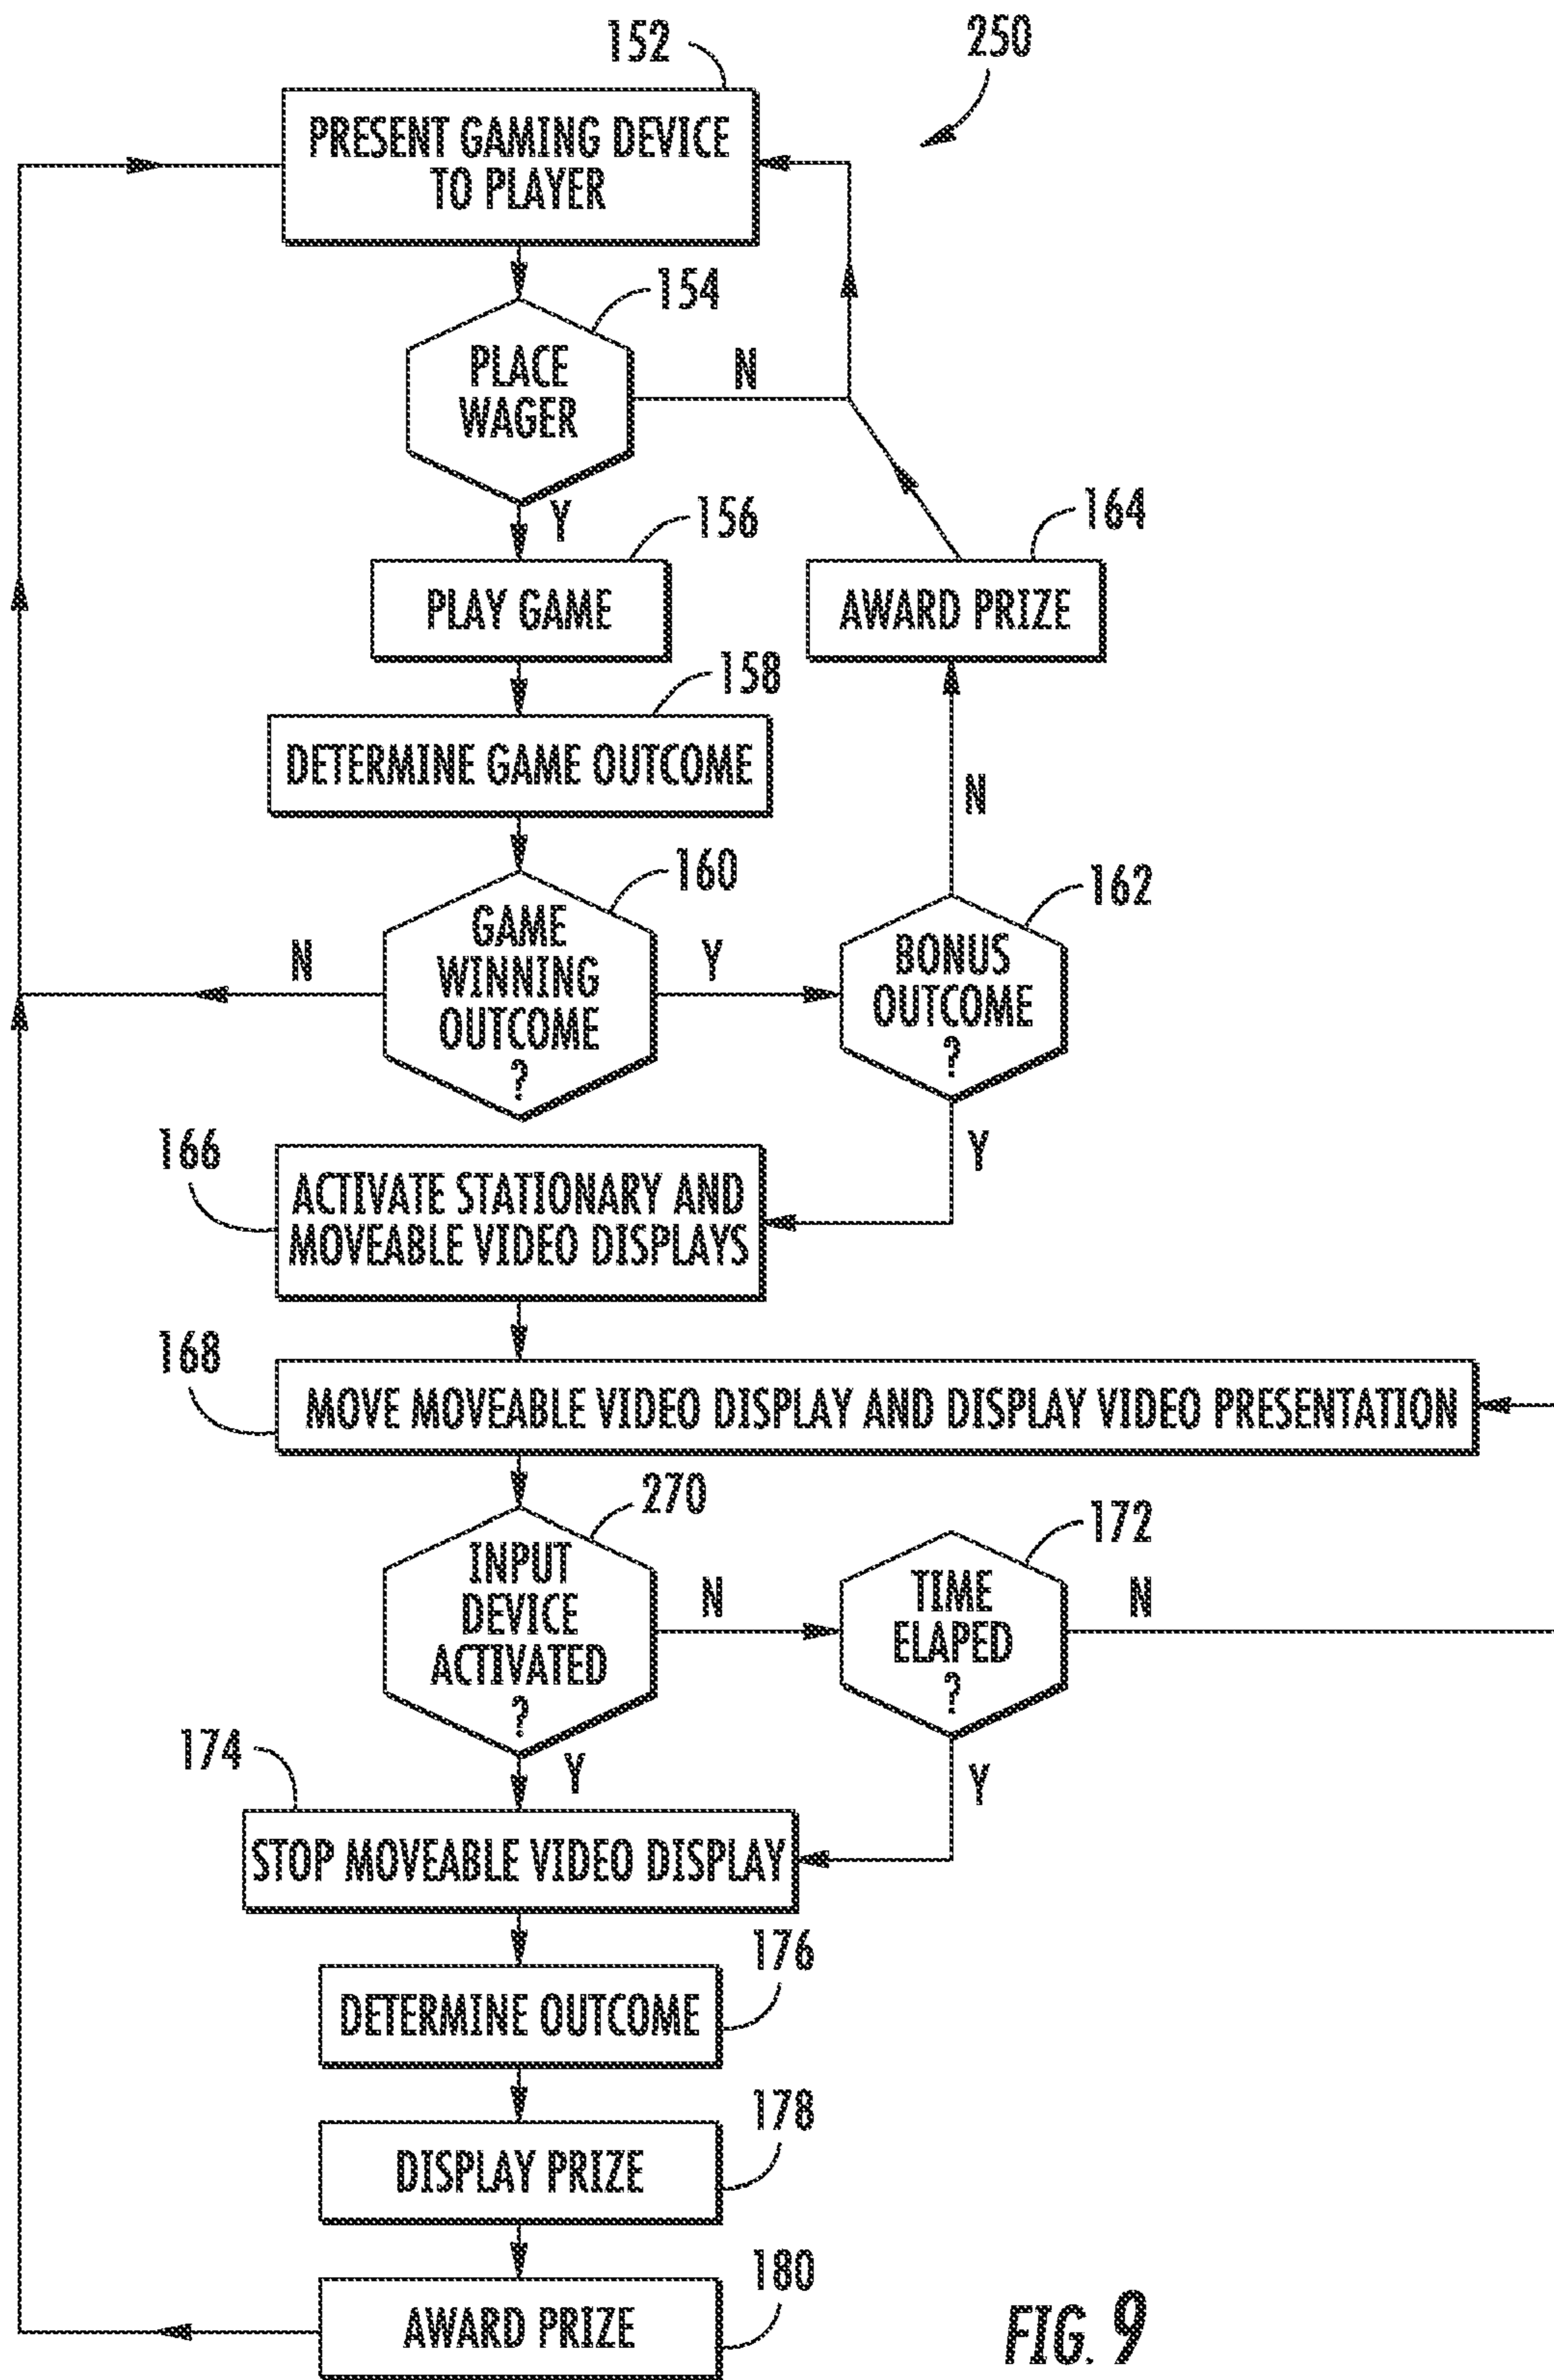 152
250
PRESENT GAMING DEVICE
TO PLAYER
154
PLACE
WAGER
N
Y
156
164
PLAY GAME
AWARD PRIZE
158
DETERMINE GAME OUTCOME
N
160
162
GAME
WINNING
OUTCOME
?
N
Y
BONUS
OUTCOME
?
Y
166
ACTIVATE STATIONARY AND
MOVEABLE VIDEO DISPLAYS
168
MOVE MOVEABLE VIDEO DISPLAY AND DISPLAY VIDEO PRESENTATION
270
172
INPUT
DEVICE
ACTIVATED
?
N
TIME
ELAPED
?
N
174
Y
Y
STOP MOVEABLE VIDEO DISPLAY
176
DETERMINE OUTCOME
178
DISPLAY PRIZE
180
AWARD PRIZE
FIG. 9